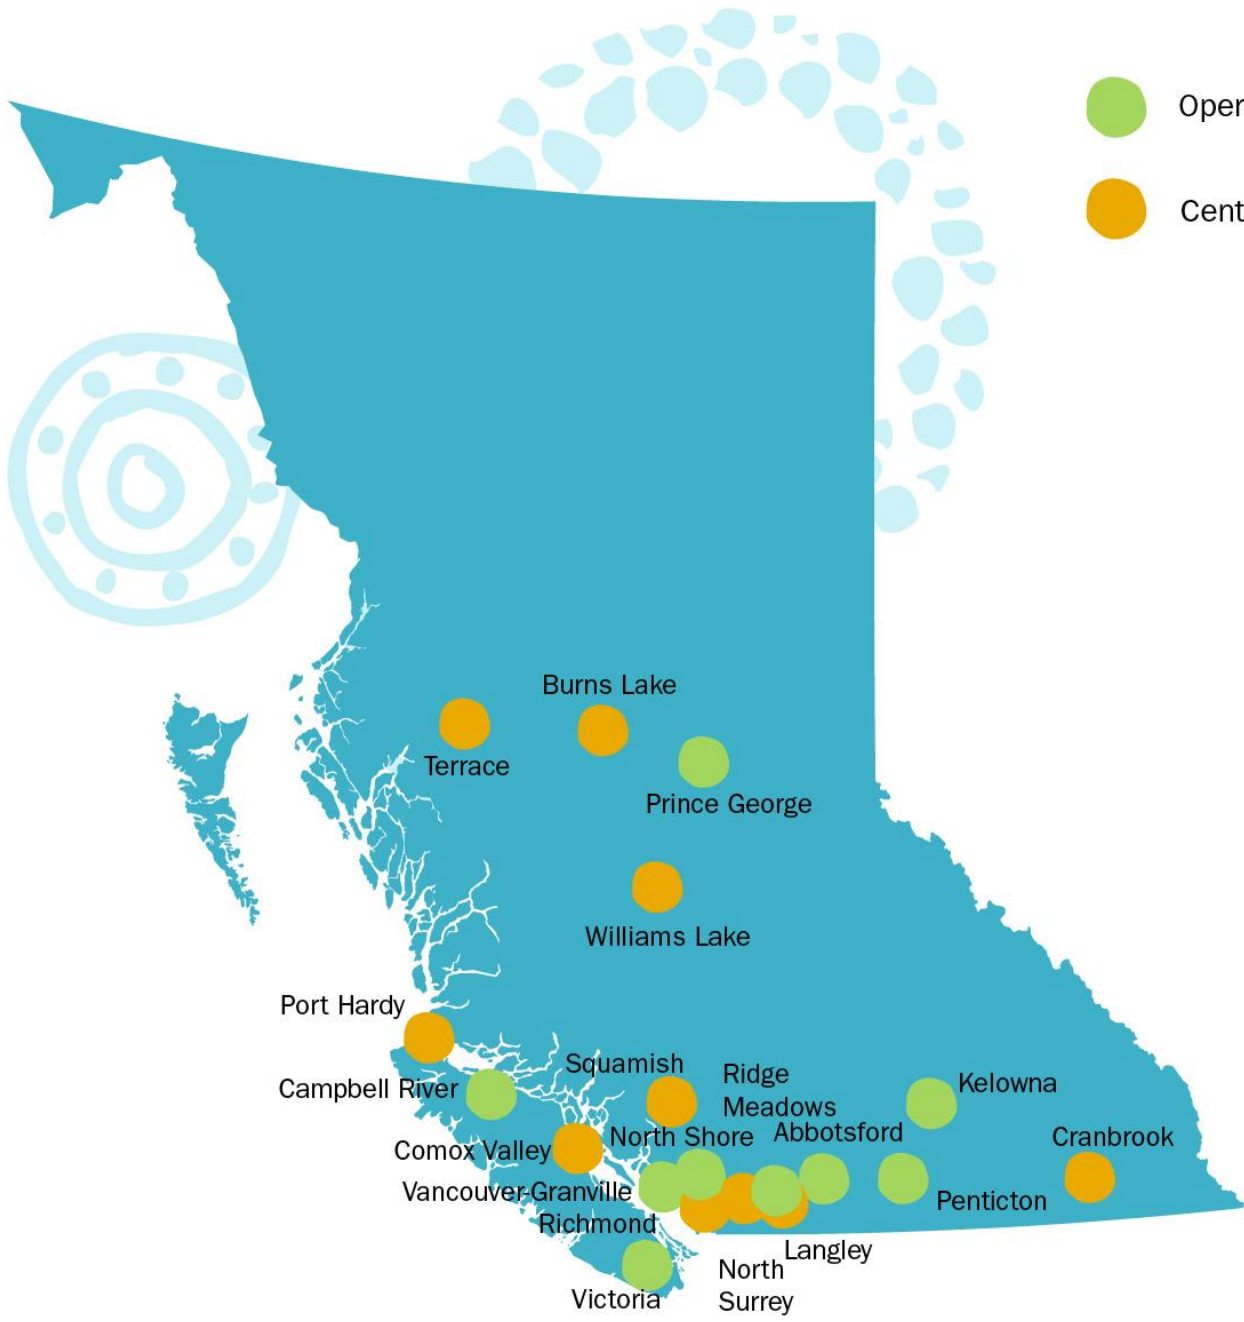 Oper
Cent
Burns Lake
Terrace
Prince George
Williams Lake
Port Hardy
Squamish
Ridge
Meadows
Campbell River
Kelowna
North Shore
Abbotsford
Cranbrook
Comox Valley
Vancouver-Granville
Penticton
Richmond
Langley
North
Surrey
Victoria